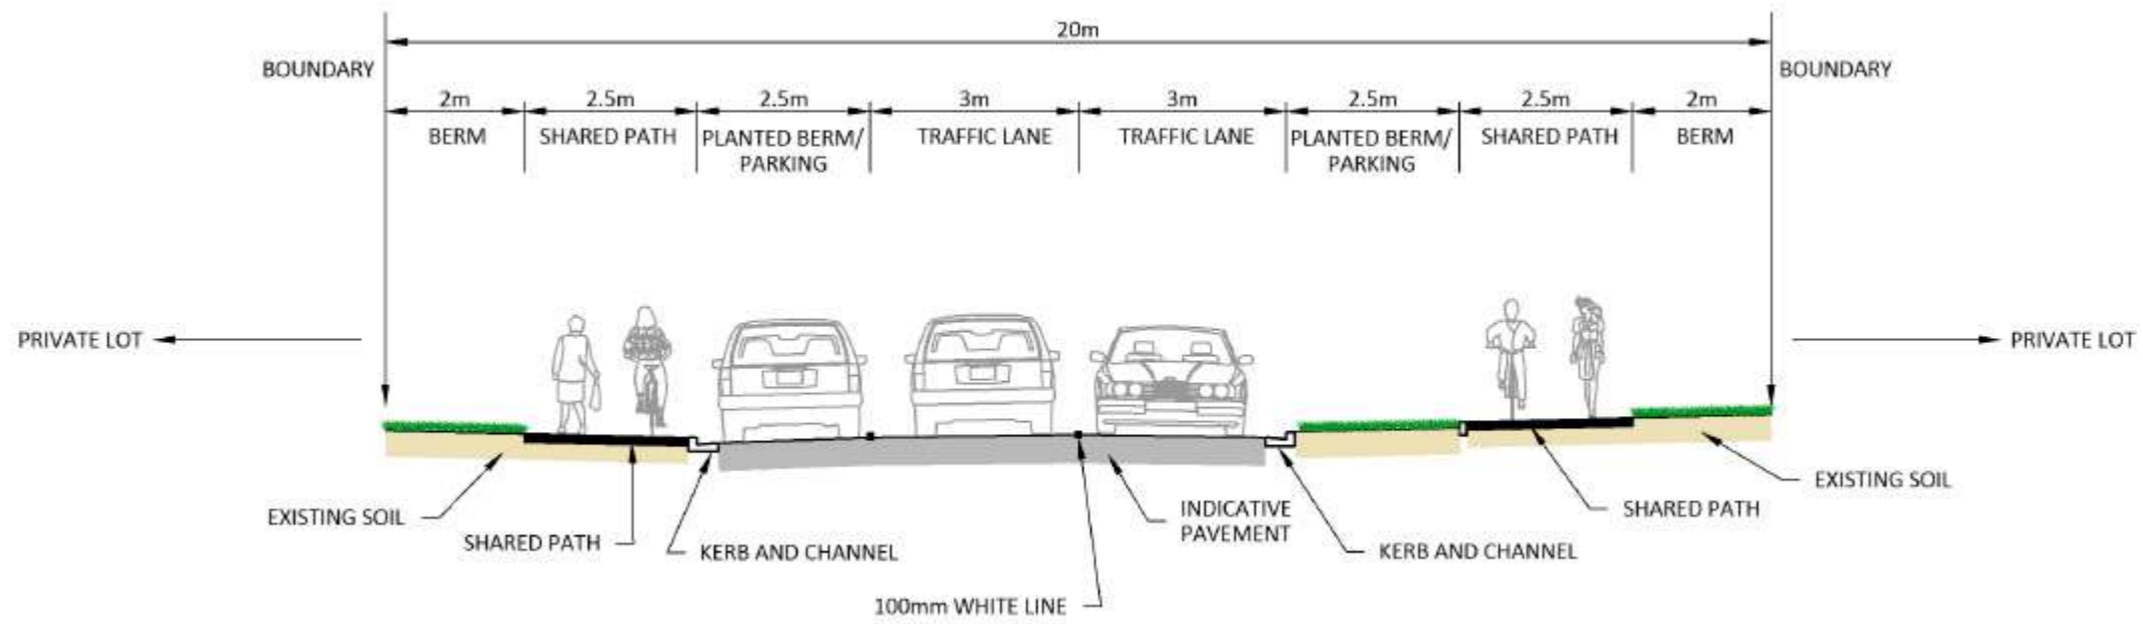 20m
BOUNDARY
BOUNDARY
2m
2.5m
2.5m
3m
3m
2.5m
2.5m
2m
BERM
SHARED PATH
PLANTED BERM/
PARKING
TRAFFIC LANE
TRAFFIC LANE
PLANTED BERM/
PARKING
SHARED PATH
BERM
PRIVATE LOT
PRIVATE LOT
EXISTING SOIL
SHARED PATH
KERB AND CHANNEL
100mm WHITE LINE
INDICATIVE
PAVEMENT
KERB AND CHANNEL
SHARED PATH
EXISTING SOIL